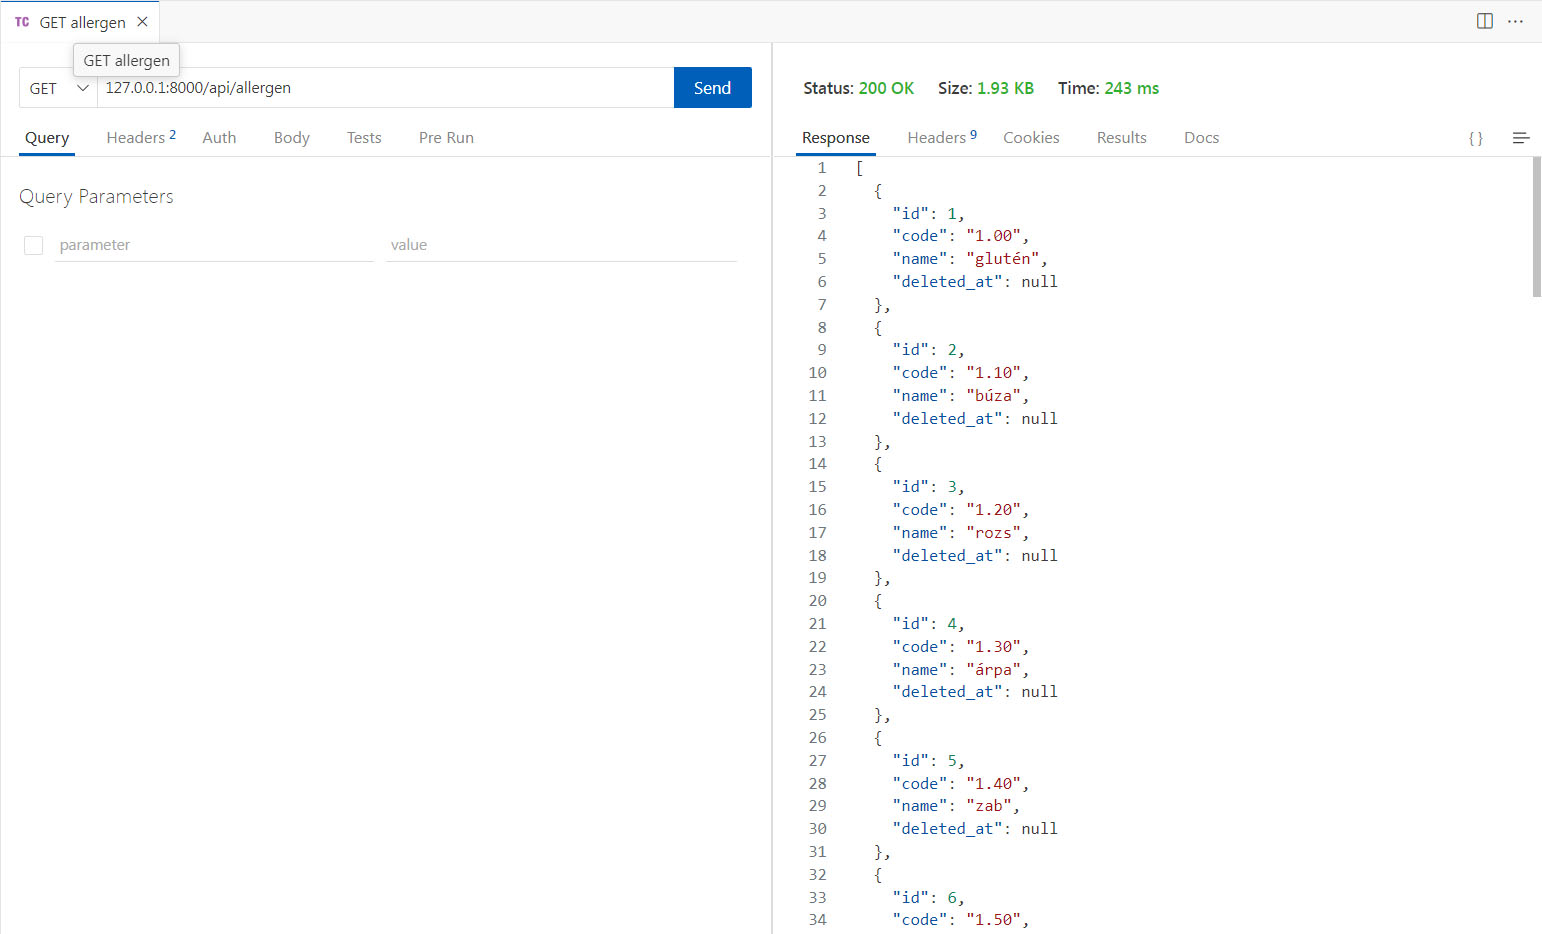 TC GET allergen
GET allergen
GET 127.0.0.1:8000/api/allergen Send
Query Headers 2 Auth Body Tests Pre Run
Query Parameters
parameter value
Status: 200 OK Size: 1.93 KB Time: 243 ms
Response Headers 9 Cookies Results Docs { }
1 [
2 {
3 "id": 1,
4 "code": "1.00",
5 "name": "glutén",
6 "deleted_at": null
7 },
8 {
9 "id": 2,
10 "code": "1.10",
11 "name": "búza",
12 "deleted_at": null
13 },
14 {
15 "id": 3,
16 "code": "1.20",
17 "name": "rozs",
18 "deleted_at": null
19 },
20 {
21 "id": 4,
22 "code": "1.30",
23 "name": "árpa",
24 "deleted_at": null
25 },
26 {
27 "id": 5,
28 "code": "1.40",
29 "name": "zab",
30 "deleted_at": null
31 },
32 {
33 "id": 6,
34 "code": "1.50",